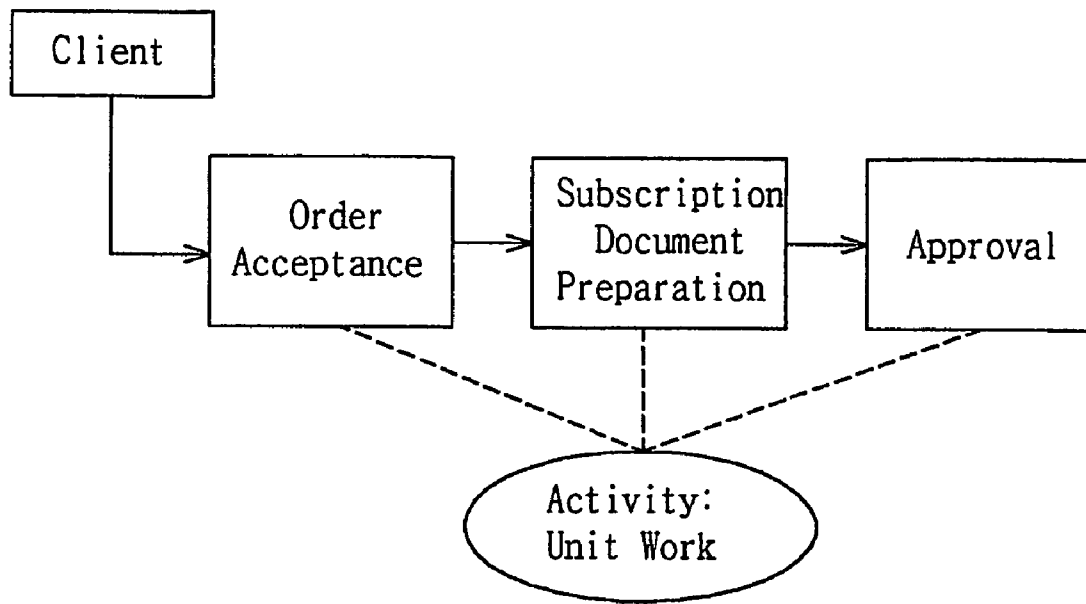 Client
Order
Acceptance
Subscription
Document
Preparation
Approval
Activity:
Unit Work